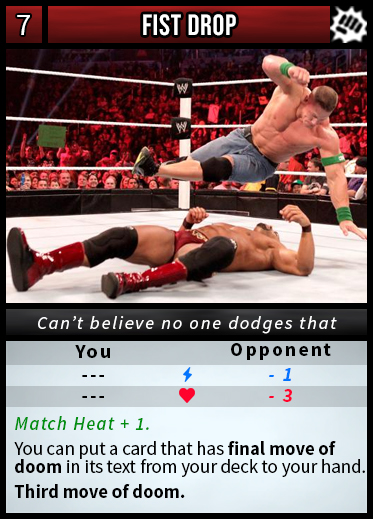 7
FIST DROP
W
W
Can't believe no one dodges that
You Opponent
--- - 1
--- - 3
Match Heat + 1.
You can put a card that has final move of
doom in its text from your deck to your hand.
Third move of doom.